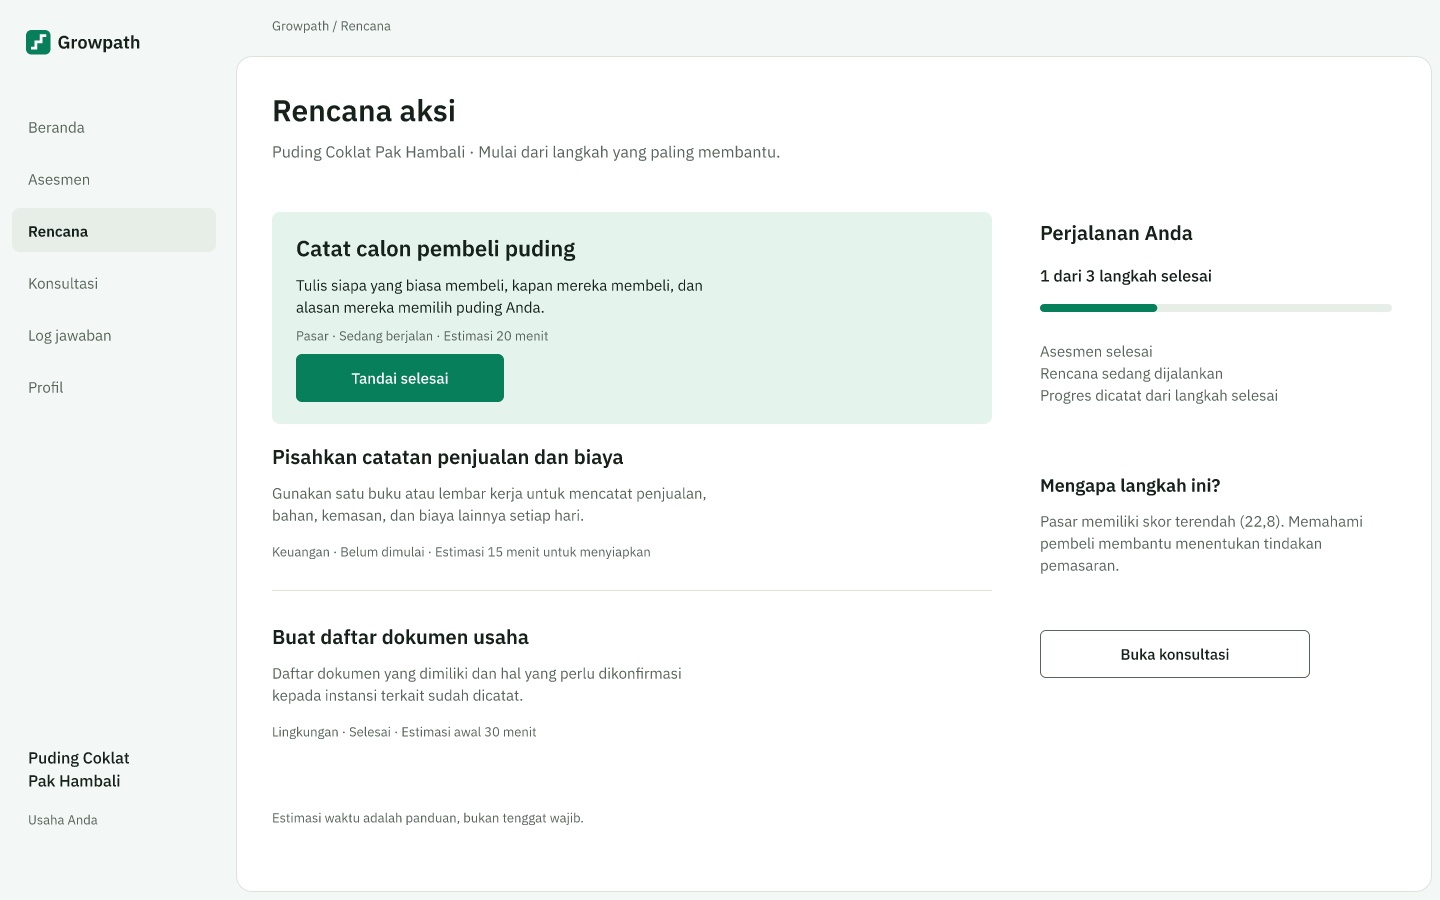 Growpath
Beranda
Asesmen
Rencana
Konsultasi
Log jawaban
Profil
Puding Coklat
Pak Hambali
Usaha Anda
Growpath / Rencana
Rencana aksi
Puding Coklat Pak Hambali · Mulai dari langkah yang paling membantu.
Catat calon pembeli puding
Tulis siapa yang biasa membeli, kapan mereka membeli, dan
alasan mereka memilih puding Anda.
Pasar · Sedang berjalan · Estimasi 20 menit
Tandai selesai
Pisahkan catatan penjualan dan biaya
Gunakan satu buku atau lembar kerja untuk mencatat penjualan,
bahan, kemasan, dan biaya lainnya setiap hari.
Keuangan · Belum dimulai · Estimasi 15 menit untuk menyiapkan
Buat daftar dokumen usaha
Daftar dokumen yang dimiliki dan hal yang perlu dikonfirmasi
kepada instansi terkait sudah dicatat.
Lingkungan · Selesai · Estimasi awal 30 menit
Estimasi waktu adalah panduan, bukan tenggat wajib.
Perjalanan Anda
1 dari 3 langkah selesai
Asesmen selesai
Rencana sedang dijalankan
Progres dicatat dari langkah selesai
Mengapa langkah ini?
Pasar memiliki skor terendah (22,8). Memahami
pembeli membantu menentukan tindakan
pemasaran.
Buka konsultasi